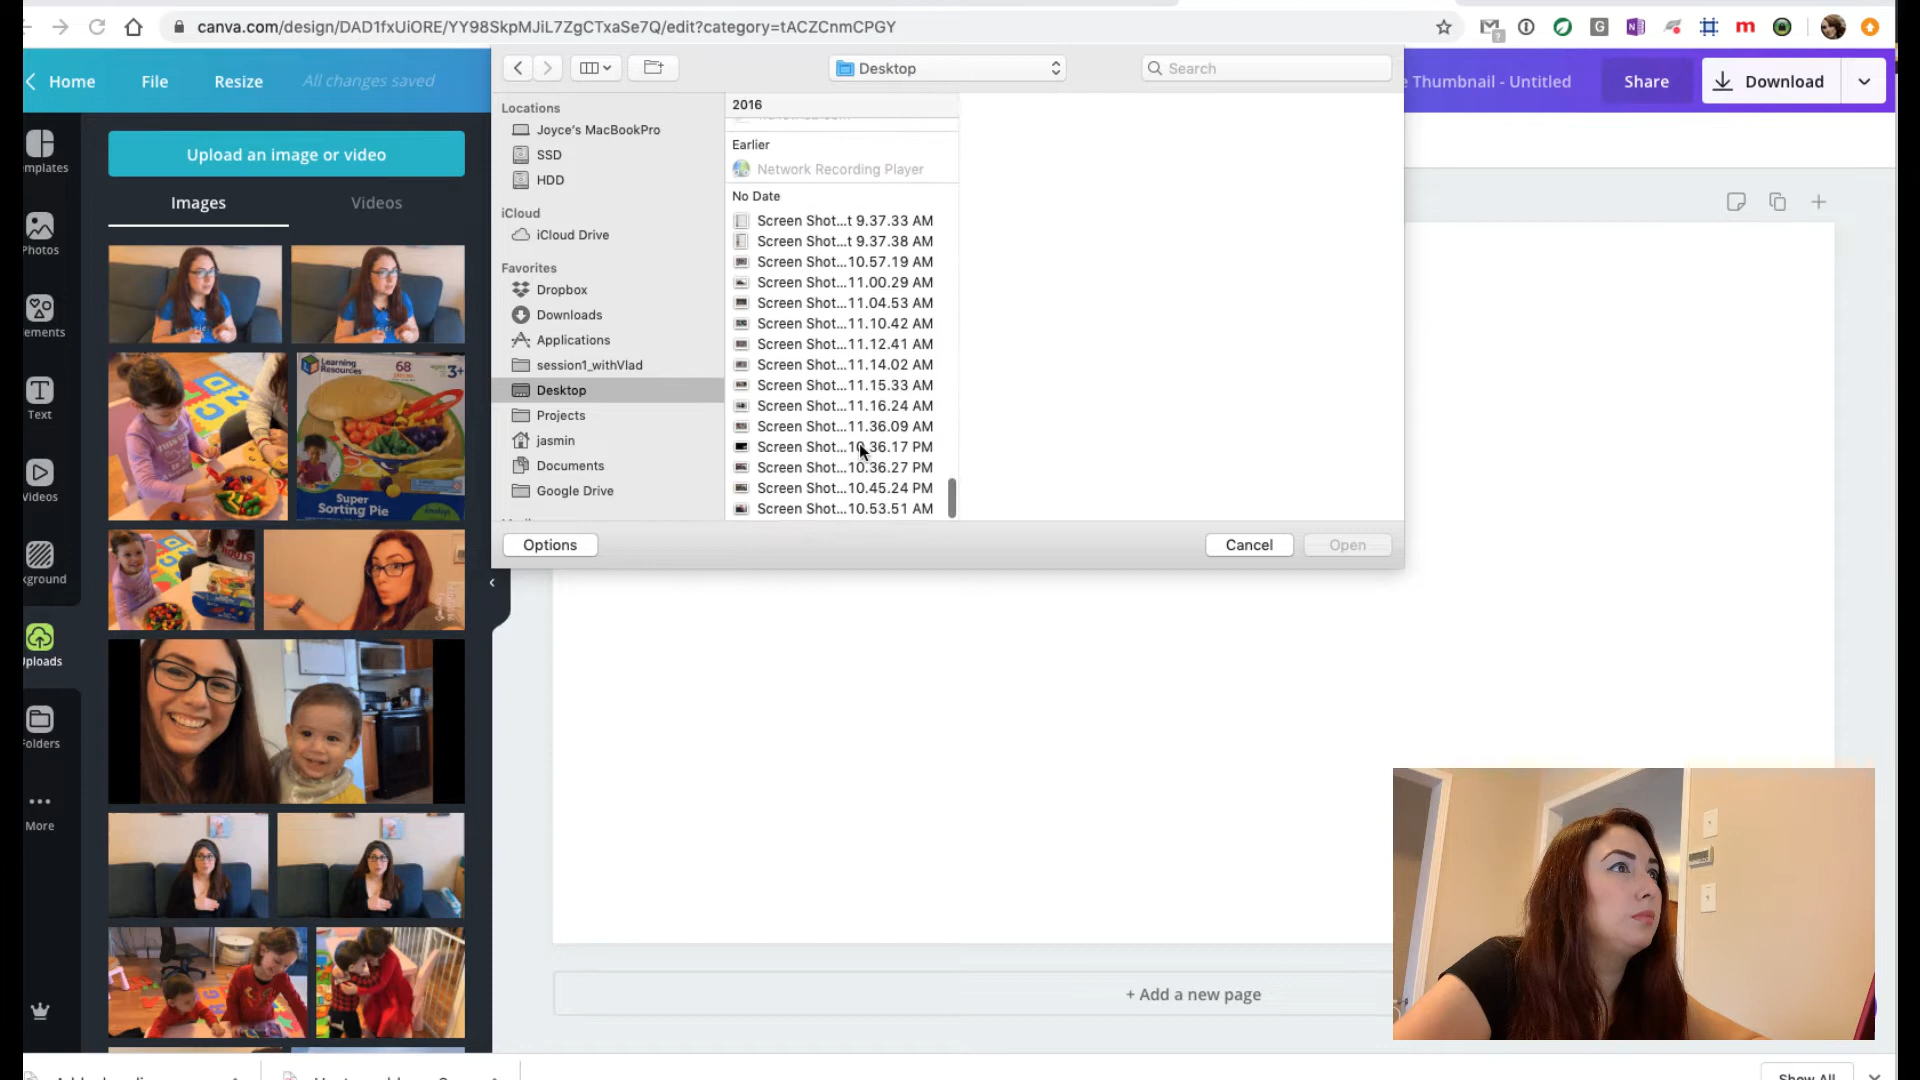 canva.com/design/DAD1fxUiORE/YY98SkpMJiL7ZgCTxaSe7Q/edit?category=tACZCnmCPGY
Home
File
Resize
All changes saved
Thumbnail - Untitled
Share
Download
Desktop
Search
Upload an image or video
Images
Videos
Photos
Text
Videos
Folders
More
Learning Resources
68
3+
Super
Sorting Pie
Locations
Joyce's MacBookPro
SSD
HDD
iCloud
iCloud Drive
Favorites
Dropbox
Downloads
Applications
session1_withVlad
Desktop
Projects
jasmin
Documents
Google Drive
2016
Earlier
Network Recording Player
No Date
Screen Shot...t 9.37.33 AM
Screen Shot...t 9.37.38 AM
Screen Shot...10.57.19 AM
Screen Shot...11.00.29 AM
Screen Shot...11.04.53 AM
Screen Shot...11.10.42 AM
Screen Shot...11.12.41 AM
Screen Shot...11.14.02 AM
Screen Shot...11.15.33 AM
Screen Shot...11.16.24 AM
Screen Shot...11.36.09 AM
Screen Shot...10.36.17 PM
Screen Shot...10.36.27 PM
Screen Shot...10.45.24 PM
Screen Shot...10.53.51 AM
Options
Cancel
Open
+ Add a new page
Show All